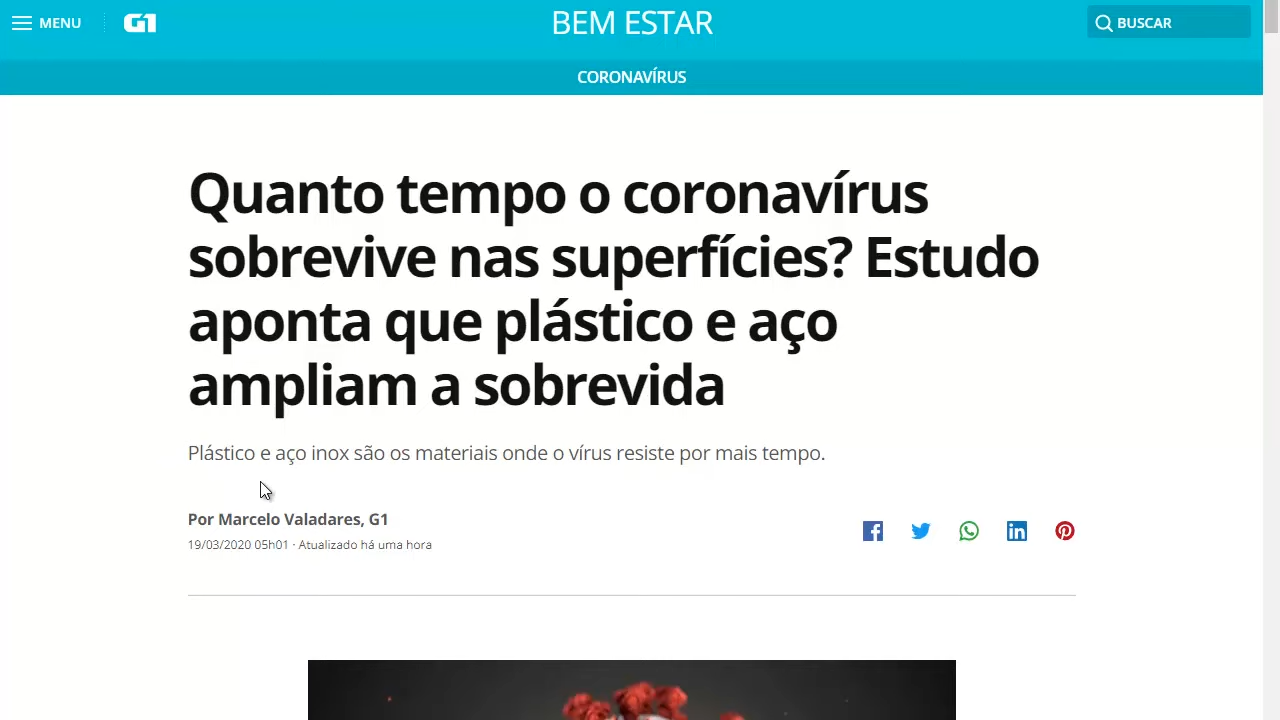 MENU
G1
BEM ESTAR
BUSCAR
CORONAVÍRUS
Quanto tempo o coronavírus
sobrevive nas superfícies? Estudo
aponta que plástico e aço
ampliam a sobrevida
Plástico e aço inox são os materiais onde o vírus resiste por mais tempo.
Por Marcelo Valadares, G1
19/03/2020 05h01 · Atualizado há uma hora